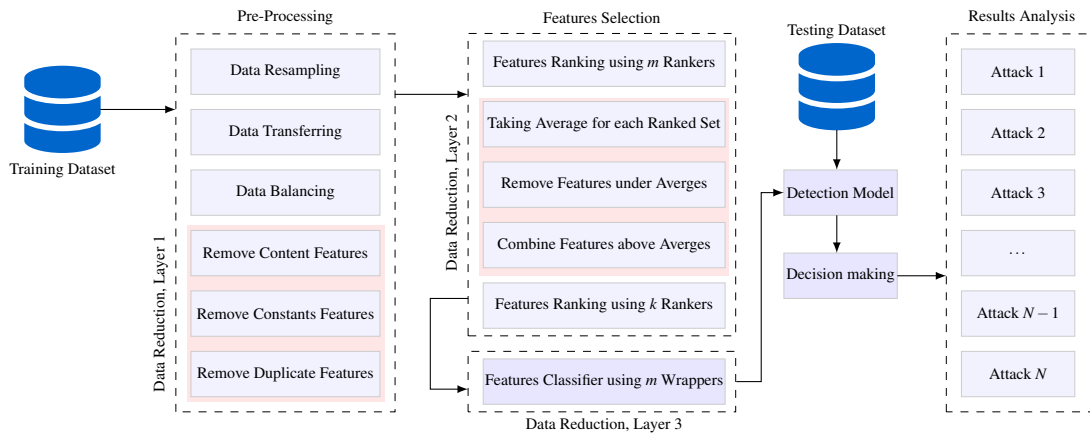 Training Dataset
Pre-Processing
Data Resampling
Data Transferring
Data Balancing
Remove Content Features
Remove Constants Features
Remove Duplicate Features
Data Reduction, Layer 1
Features Selection
Features Ranking using m Rankers
Taking Average for each Ranked Set
Remove Features under Averges
Combine Features above Averges
Features Ranking using k Rankers
Data Reduction, Layer 2
Features Classifier using m Wrappers
Data Reduction, Layer 3
Testing Dataset
Detection Model
Decision making
Results Analysis
Attack 1
Attack 2
Attack 3
...
Attack N − 1
Attack N